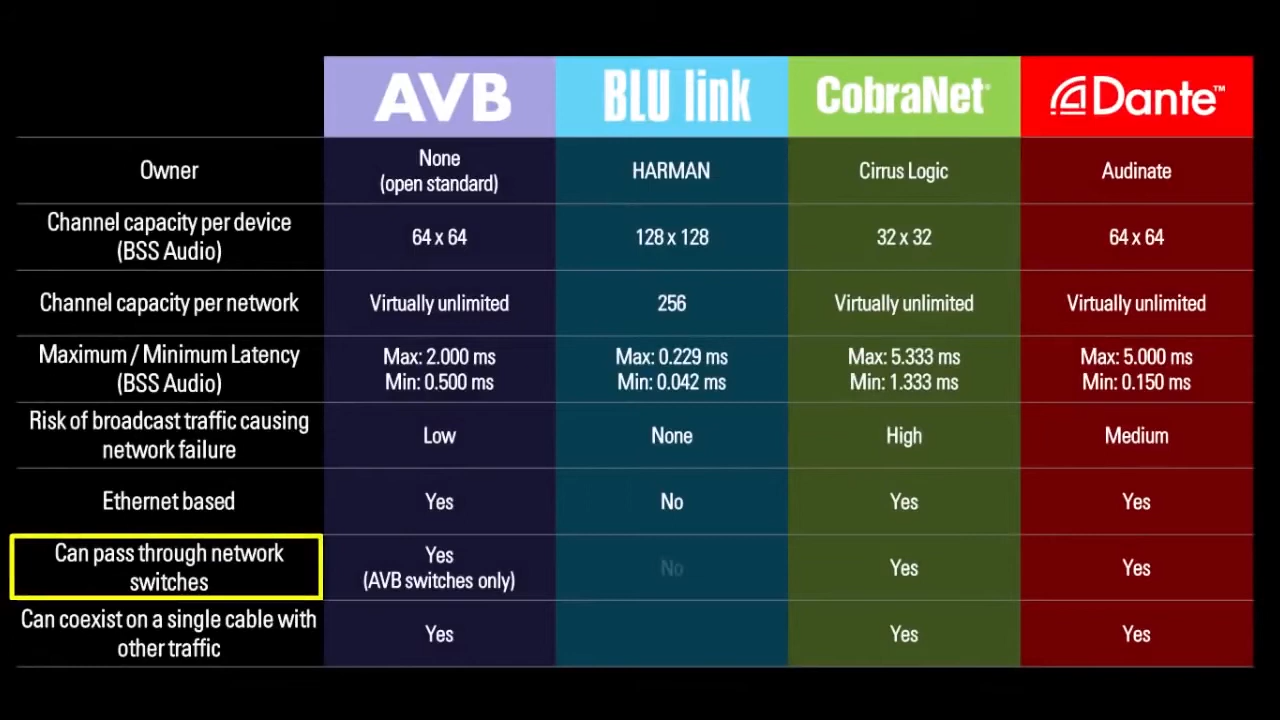 AVB
BLU link
CobraNet®
Dante™
Owner
None
(open standard)
HARMAN
Cirrus Logic
Audinate
Channel capacity per device
(BSS Audio)
64 x 64
128 x 128
32 x 32
64 x 64
Channel capacity per network
Virtually unlimited
256
Virtually unlimited
Virtually unlimited
Maximum / Minimum Latency
(BSS Audio)
Max: 2.000 ms
Min: 0.500 ms
Max: 0.229 ms
Min: 0.042 ms
Max: 5.333 ms
Min: 1.333 ms
Max: 5.000 ms
Min: 0.150 ms
Risk of broadcast traffic causing
network failure
Low
None
High
Medium
Ethernet based
Yes
No
Yes
Yes
Can pass through network
switches
Yes
(AVB switches only)
No
Yes
Yes
Can coexist on a single cable with
other traffic
Yes
Yes
Yes